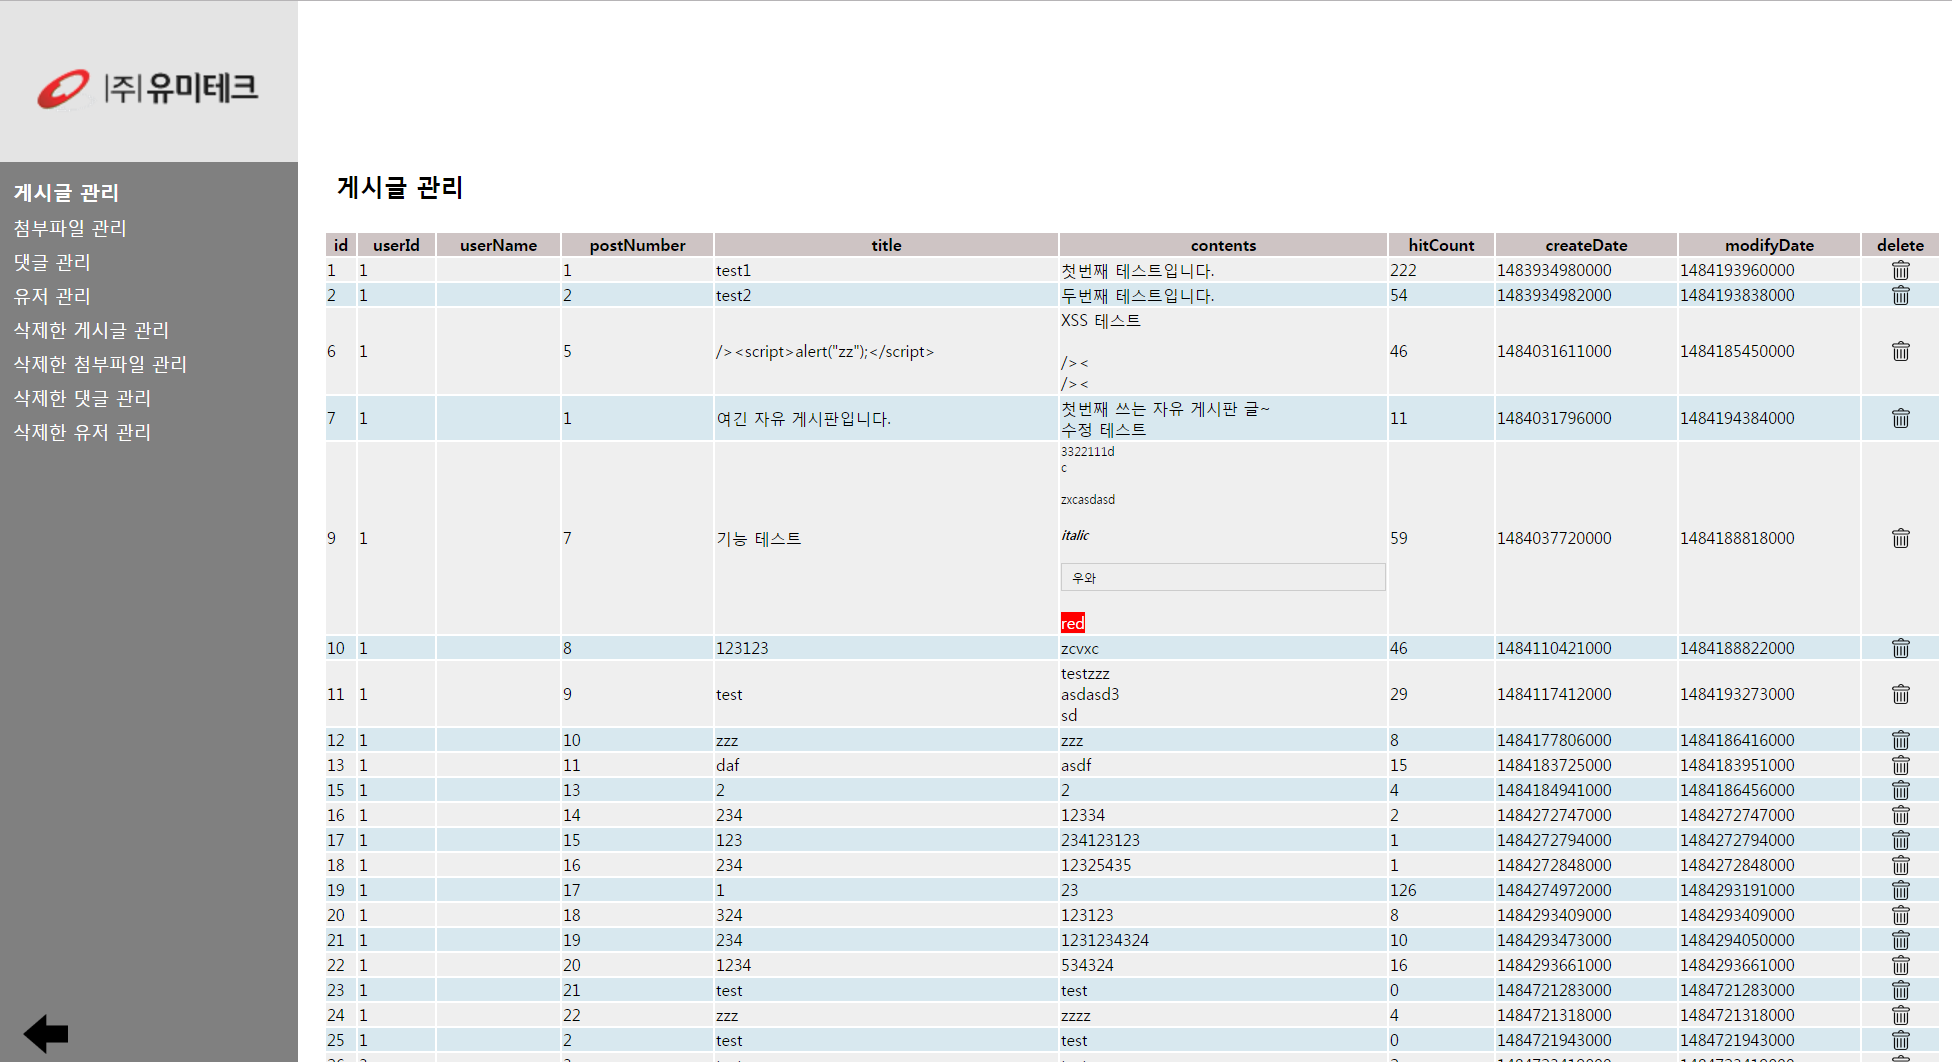 |주|유미테크
게시글 관리
첨부파일 관리
댓글 관리
유저 관리
삭제한 게시글 관리
삭제한 첨부파일 관리
삭제한 댓글 관리
삭제한 유저 관리
게시글 관리
id userId userName postNumber title contents hitCount createDate modifyDate delete
1 1 1 test1 첫번째 테스트입니다. 222 1483934980000 1484193960000
2 1 2 test2 두번째 테스트입니다. 54 1483934982000 1484193838000
XSS 테스트
6 1 5 /><script>alert("zz");</script> 46 1484031611000 1484185450000
/><
/><
첫번째 쓰는 자유 게시판 글~
7 1 1 여긴 자유 게시판입니다. 11 1484031796000 1484194384000
수정 테스트
3322111d
c
zxcasdasd
italic
9 1 7 기능 테스트 59 1484037720000 1484188818000
우와
red
10 1 8 123123 zcvxc 46 1484110421000 1484188822000
testzzz
11 1 9 test asdasd3 29 1484117412000 1484193273000
sd
12 1 10 zzz zzz 8 1484177806000 1484186416000
13 1 11 daf asdf 15 1484183725000 1484183951000
15 1 13 2 2 4 1484184941000 1484186456000
16 1 14 234 12334 2 1484272747000 1484272747000
17 1 15 123 234123123 1 1484272794000 1484272794000
18 1 16 234 12325435 1 1484272848000 1484272848000
19 1 17 1 23 126 1484274972000 1484293191000
20 1 18 324 123123 8 1484293409000 1484293409000
21 1 19 234 1231234324 10 1484293473000 1484294050000
22 1 20 1234 534324 16 1484293661000 1484293661000
23 1 21 test test 0 1484721283000 1484721283000
24 1 22 zzz zzzz 4 1484721318000 1484721318000
25 1 2 test test 0 1484721943000 1484721943000